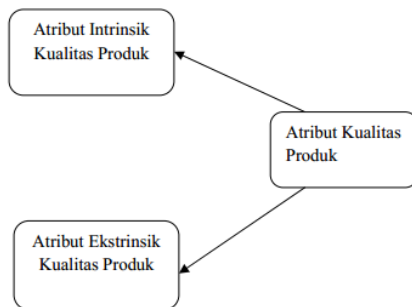 Atribut Intrinsik
Kualitas Produk
Atribut Kualitas
Produk
Atribut Ekstrinsik
Kualitas Produk